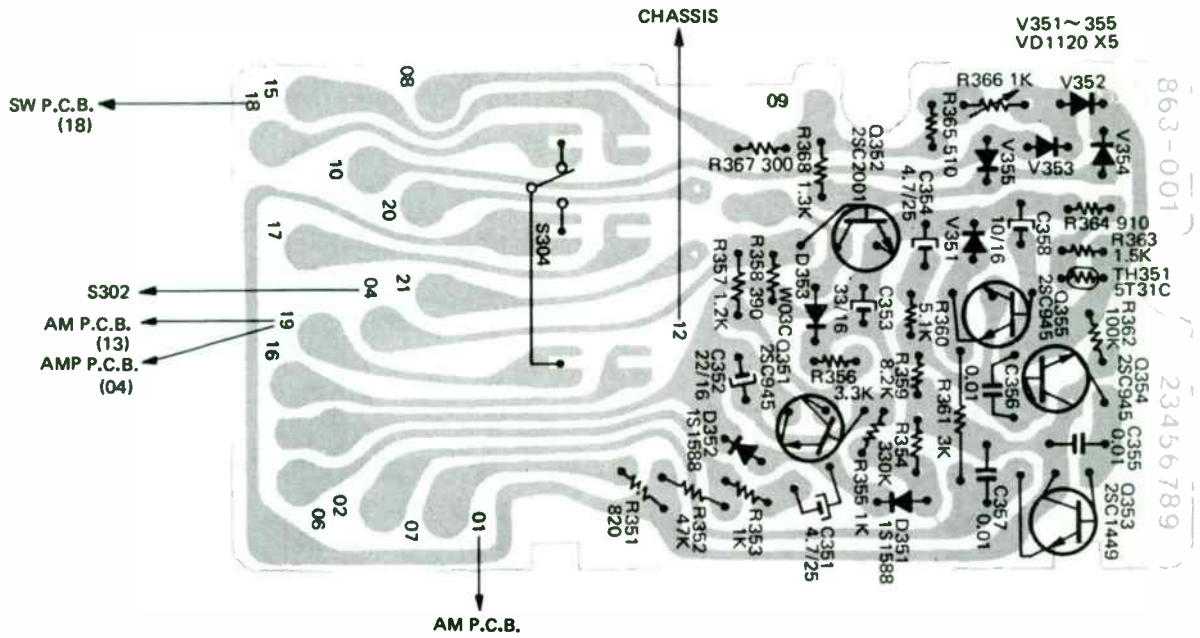 CHASSIS
V351~355
VD1120 X5
SW P.C.B.
(18)
15
18
08
09
10
20
17
S304
S302
04
21
AM P.C.B.
(13)
19
AMP P.C.B.
(04)
16
12
06
02
07
01
AM P.C.B.
R366 1K
V352
R365 510
V355
V353
V354
R367 300
R368 1.3K
Q352
2SC2001
C354
4.7/25
V351
10/16
C358
R364 910
R363
1.5K
TH351
5T31C
R357 1.2K
R358 390
D353
W03C
33/16
C353
R360
5.1K
Q355
2SC945
R362
100K
C352
22/16
Q351
2SC945
R356
3.3K
R359
8.2K
R361 3K
0.01
C356
Q354
2SC945
D352
1S1588
R354
330K
C355
0.01
R351
820
R352
47K
R353
1K
C351
4.7/25
R355 1K
D351
1S1588
C357
0.01
Q353
2SC1449
863-001
23456789